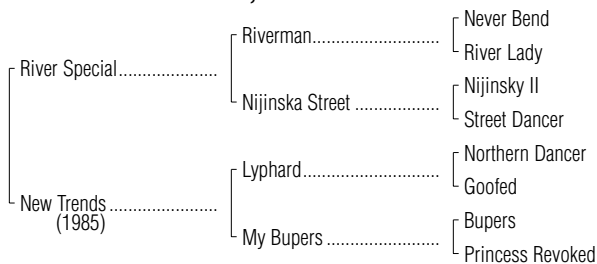 Never Bend
Riverman........................
River Lady
River Special....................
Nijinsky II
Nijinska Street .................
Street Dancer
Northern Dancer
Lyphard..........................
Goofed
New Trends ......................
(1985)
Bupers
My Bupers .......................
Princess Revoked